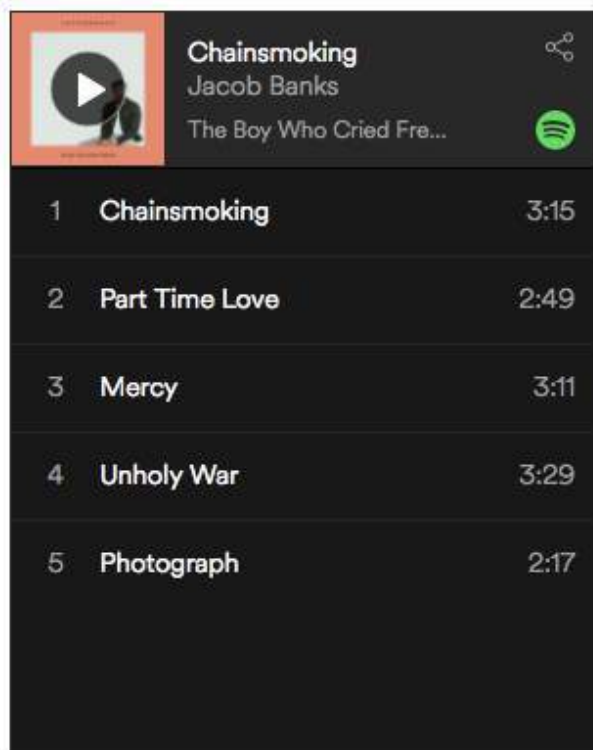 Chainsmoking
Jacob Banks
The Boy Who Cried Fre...
1 Chainsmoking 3:15
2 Part Time Love 2:49
3 Mercy 3:11
4 Unholy War 3:29
5 Photograph 2:17